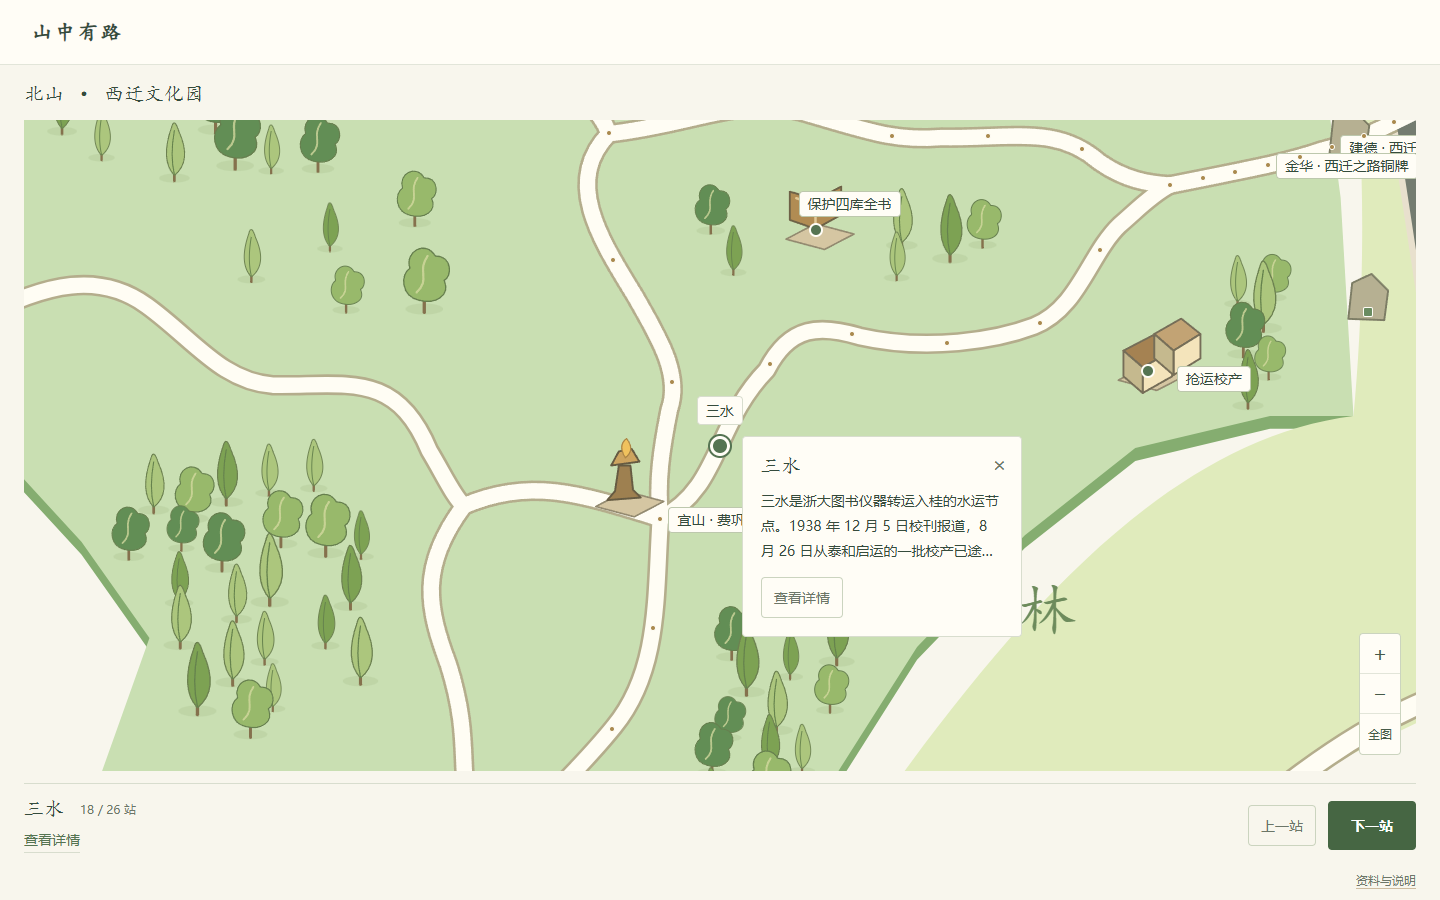 山中有路
北山 • 西迁文化园
建德 · 西迁
金华 · 西迁之路铜牌
保护四库全书
抢运校产
三水
三水
×
三水是浙大图书仪器转运入桂的水运节
点。1938 年 12 月 5 日校刊报道，8
月 26 日从泰和启运的一批校产已途...
查看详情
宜山 · 费巩
林
+
−
全图
三水 18 / 26 站
查看详情
上一站
下一站
资料与说明